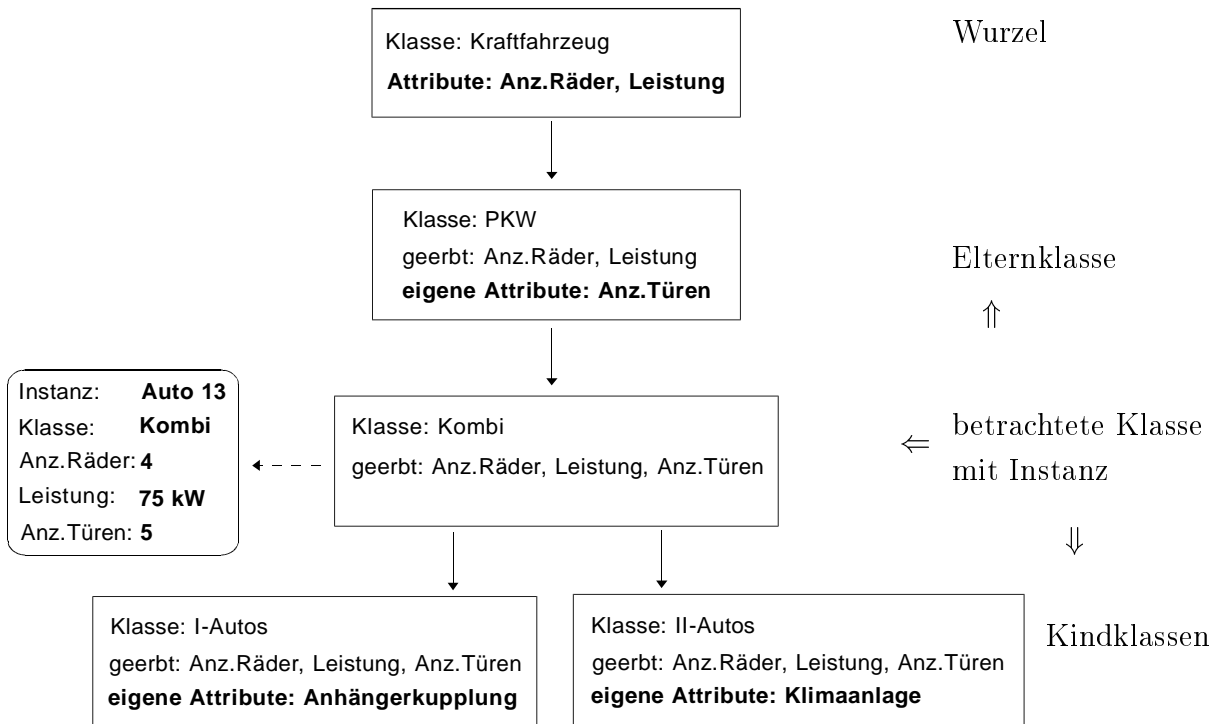 Klasse: Kraftfahrzeug
Attribute: Anz.Räder, Leistung
Wurzel
Klasse: PKW
geerbt: Anz.Räder, Leistung
eigene Attribute: Anz.Türen
Elternklasse
⇑
Instanz: Auto 13
Klasse: Kombi
Anz.Räder: 4
Leistung: 75 kW
Anz.Türen: 5
Klasse: Kombi
geerbt: Anz.Räder, Leistung, Anz.Türen
⇐ betrachtete Klasse
mit Instanz
⇓
Klasse: I-Autos
geerbt: Anz.Räder, Leistung, Anz.Türen
eigene Attribute: Anhängerkupplung
Klasse: II-Autos
geerbt: Anz.Räder, Leistung, Anz.Türen
eigene Attribute: Klimaanlage
Kindklassen